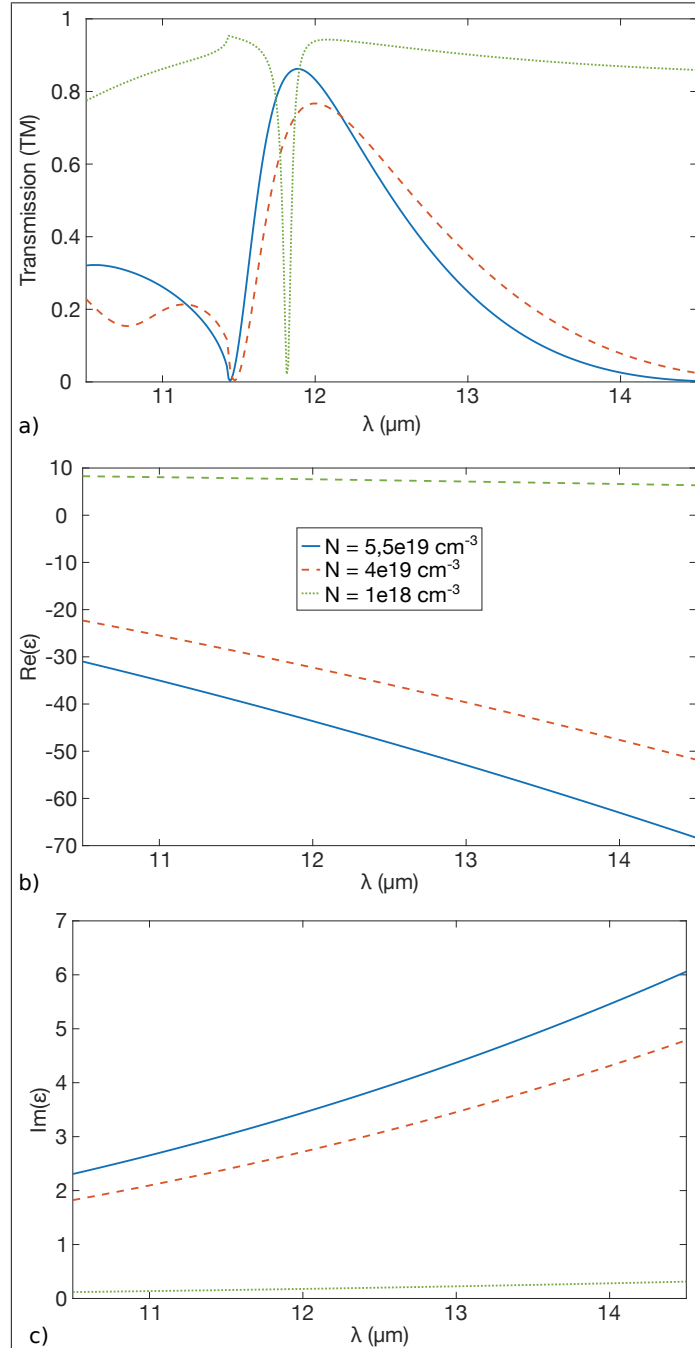 1
0.8
0.6
0.4
0.2
0
Transmission (TM)
11 12 13 14
λ (µm)
a)
10
0
-10
-20
-30
-40
-50
-60
-70
Re(ε)
N = 5,5e19 cm-3
N = 4e19 cm-3
N = 1e18 cm-3
11 12 13 14
λ (µm)
b)
7
6
5
4
3
2
1
0
Im(ε)
11 12 13 14
λ (µm)
c)